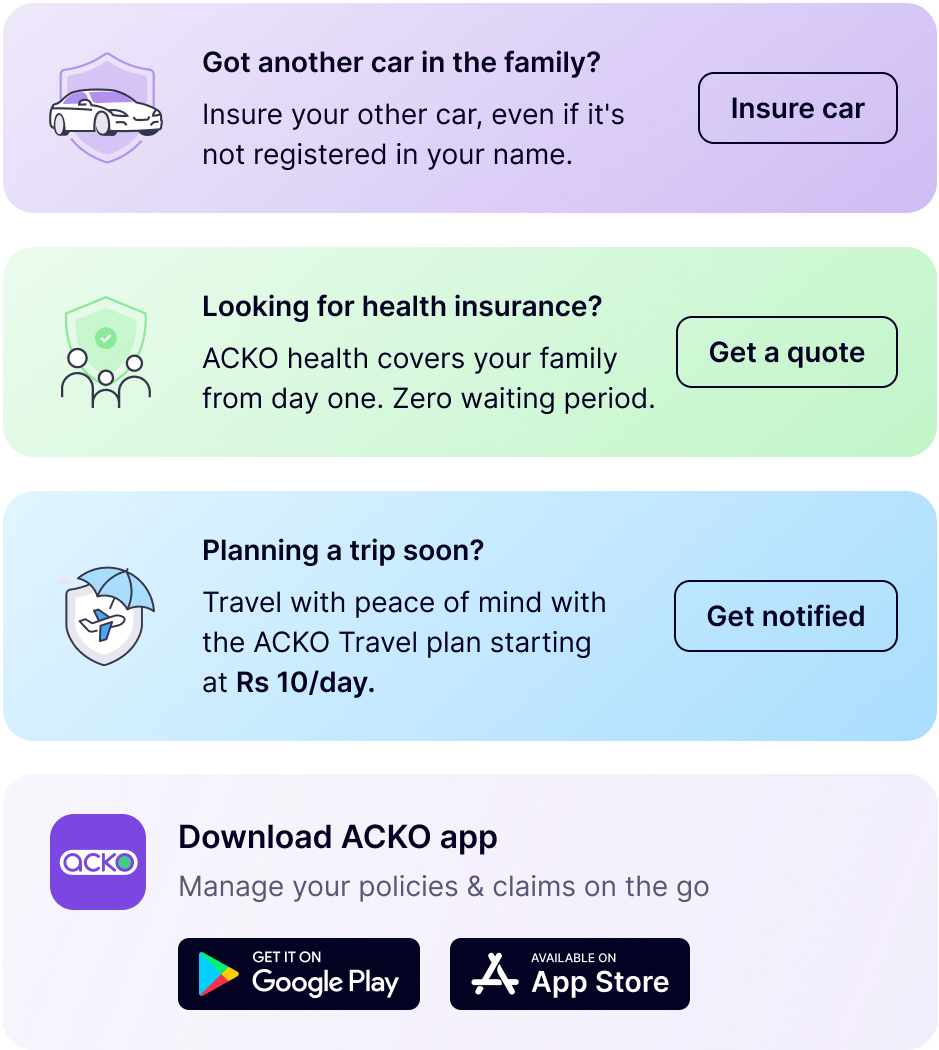 Got another car in the family?
Insure your other car, even if it's
not registered in your name.
Insure car
Looking for health insurance?
ACKO health covers your family
from day one. Zero waiting period.
Get a quote
Planning a trip soon?
Travel with peace of mind with
the ACKO Travel plan starting
at Rs 10/day.
Get notified
ACKO
Download ACKO app
Manage your policies & claims on the go
GET IT ON
Google Play
AVAILABLE ON
App Store